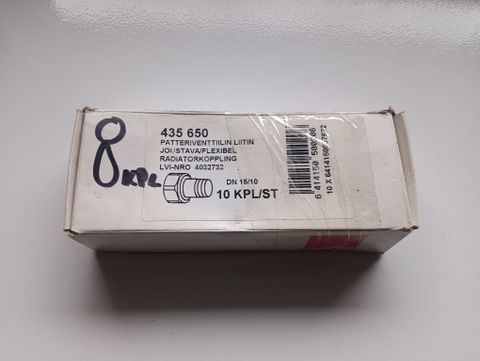 8
KPL
435 650
PATTERIVENTTIILIN LIITIN
JOUSTAVA/FLEXIBEL
RADIATORKOPPLING
LVI-NRO 4032732
DN 15/10
10 KPL/ST